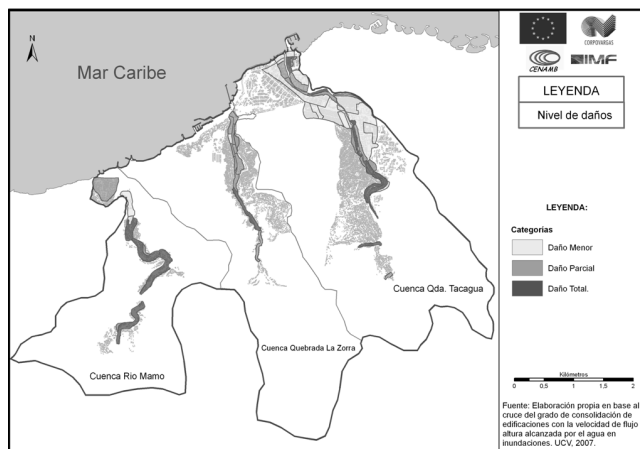 N
Mar Caribe
Cuenca Qda. Tacagua
Cuenca Quebrada La Zorra
Cuenca Rio Mamo
CORPOVARGAS
CENAMB
IMF
LEYENDA
Nivel de daños
LEYENDA:
Categorias
Daño Menor
Daño Parcial
Daño Total.
Kilómetros
0 0,5 1 1,5 2
Fuente: Elaboración propia en base al
cruce del grado de consolidación de
edificaciones con la velocidad de flujo
altura alcanzada por el agua en
inundaciones. UCV, 2007.